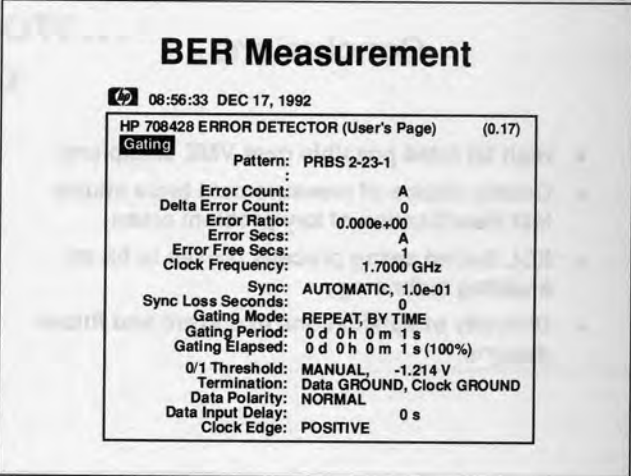 BER Measurement
hp 08:56:33 DEC 17, 1992
HP 708428 ERROR DETECTOR (User's Page) (0.17)
Gating
Pattern: PRBS 2-23-1
:
Error Count: A
Delta Error Count: 0
Error Ratio: 0.000e+00
Error Secs: A
Error Free Secs:
Clock Frequency: 1.7000 GHz
Sync: AUTOMATIC, 1.0e-01
Sync Loss Seconds: 0
Gating Mode: REPEAT, BY TIME
Gating Period: 0 d 0 h 0 m 1 s
Gating Elapsed: 0 d 0 h 0 m 1 s (100%)
0/1 Threshold: MANUAL, -1.214 V
Termination: Data GROUND, Clock GROUND
Data Polarity: NORMAL
Data Input Delay: 0 s
Clock Edge: POSITIVE